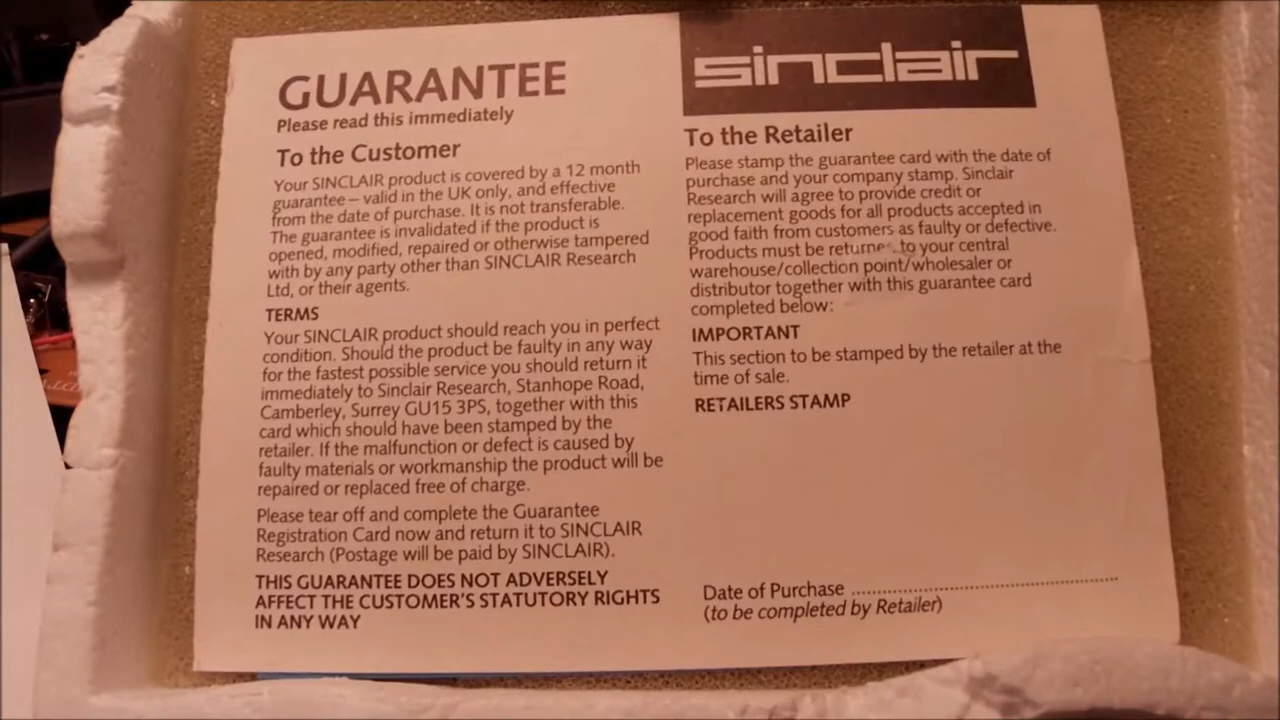 GUARANTEE
Please read this immediately
To the Customer
Your SINCLAIR product is covered by a 12 month
guarantee – valid in the UK only, and effective
from the date of purchase. It is not transferable.
The guarantee is invalidated if the product is
opened, modified, repaired or otherwise tampered
with by any party other than SINCLAIR Research
Ltd, or their agents.
TERMS
Your SINCLAIR product should reach you in perfect
condition. Should the product be faulty in any way
for the fastest possible service you should return it
immediately to Sinclair Research, Stanhope Road,
Camberley, Surrey GU15 3PS, together with this
card which should have been stamped by the
retailer. If the malfunction or defect is caused by
faulty materials or workmanship the product will be
repaired or replaced free of charge.
Please tear off and complete the Guarantee
Registration Card now and return it to SINCLAIR
Research (Postage will be paid by SINCLAIR).
THIS GUARANTEE DOES NOT ADVERSELY
AFFECT THE CUSTOMER'S STATUTORY RIGHTS
IN ANY WAY
sinclair
To the Retailer
Please stamp the guarantee card with the date of
purchase and your company stamp. Sinclair
Research will agree to provide credit or
replacement goods for all products accepted in
good faith from customers as faulty or defective.
Products must be returned to your central
warehouse/collection point/wholesaler or
distributor together with this guarantee card
completed below:
IMPORTANT
This section to be stamped by the retailer at the
time of sale.
RETAILERS STAMP
Date of Purchase ........................................
(to be completed by Retailer)